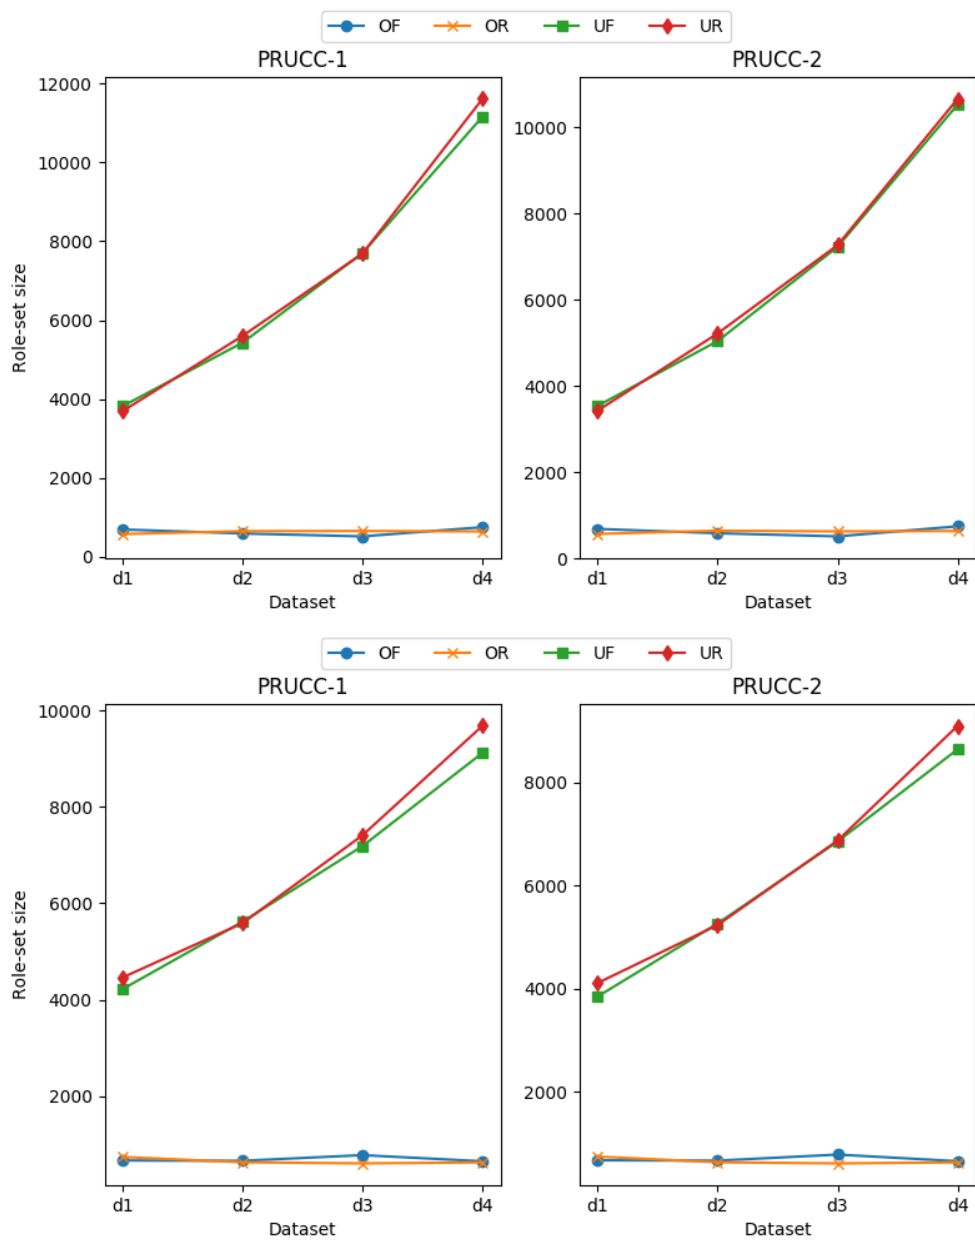 OF OR UF UR
PRUCC-1 PRUCC-2
12000
10000
8000
6000
4000
2000
0
Role-set size
10000
8000
6000
4000
2000
0
d1 d2 d3 d4 d1 d2 d3 d4
Dataset Dataset
OF OR UF UR
PRUCC-1 PRUCC-2
10000
8000
6000
4000
2000
Role-set size
8000
6000
4000
2000
d1 d2 d3 d4 d1 d2 d3 d4
Dataset Dataset